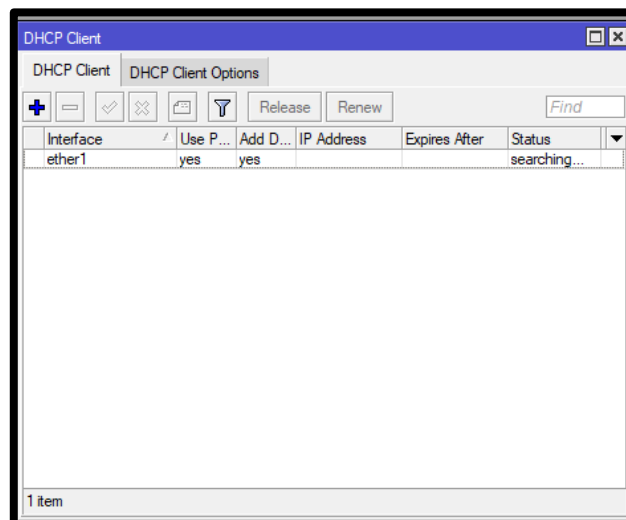 DHCP Client
DHCP Client DHCP Client Options
Release Renew Find
Interface Use P... Add D... IP Address Expires After Status
ether1 yes yes searching...
1 item